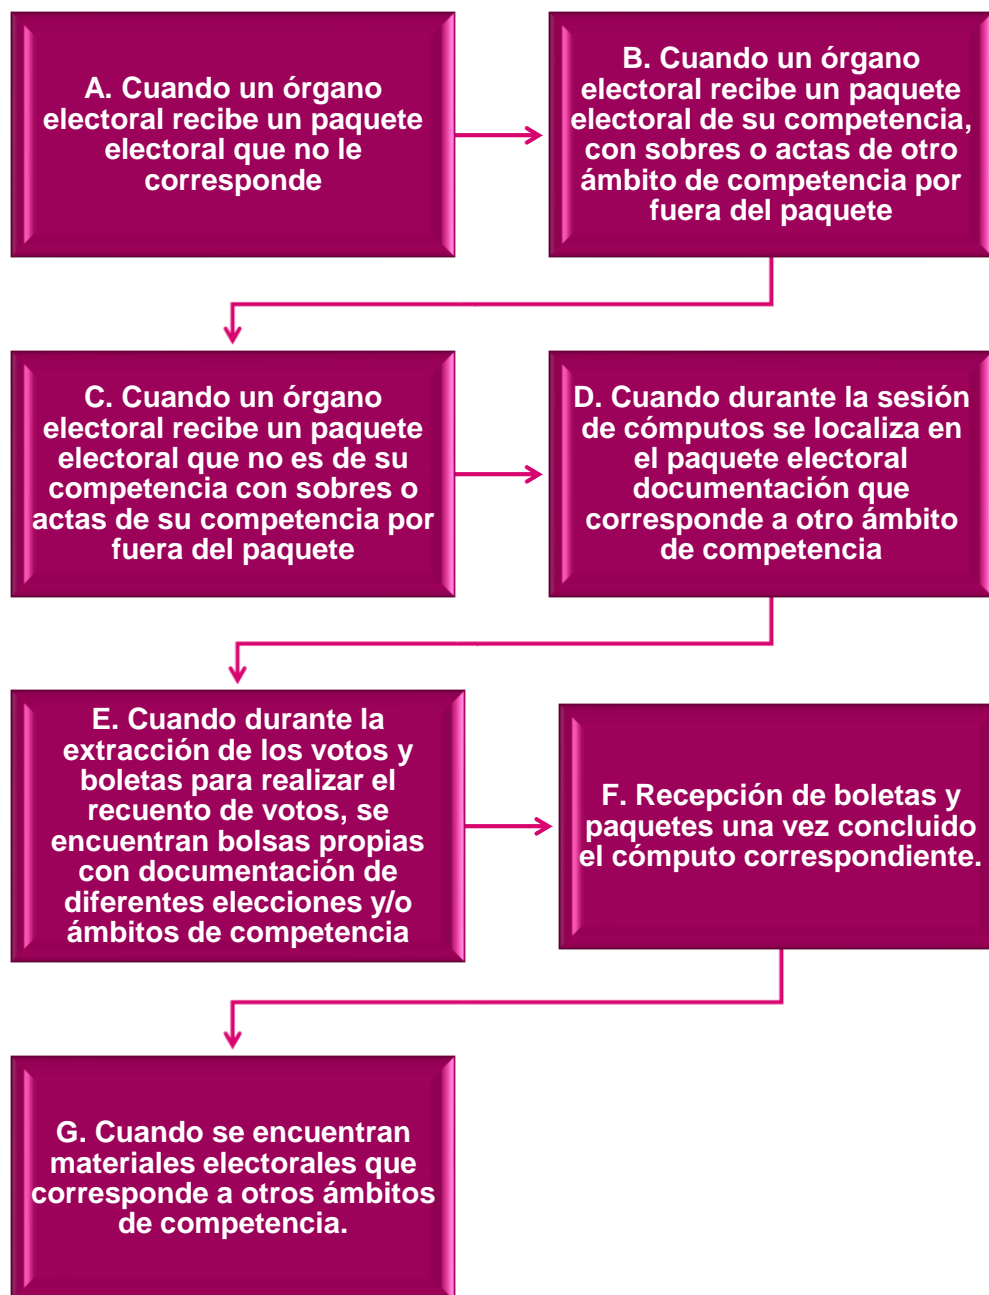 A. Cuando un órgano
electoral recibe un paquete
electoral que no le
corresponde
B. Cuando un órgano
electoral recibe un paquete
electoral de su competencia,
con sobres o actas de otro
ámbito de competencia por
fuera del paquete
C. Cuando un órgano
electoral recibe un paquete
electoral que no es de su
competencia con sobres o
actas de su competencia por
fuera del paquete
D. Cuando durante la sesión
de cómputos se localiza en
el paquete electoral
documentación que
corresponde a otro ámbito
de competencia
E. Cuando durante la
extracción de los votos y
boletas para realizar el
recuento de votos, se
encuentran bolsas propias
con documentación de
diferentes elecciones y/o
ámbitos de competencia
F. Recepción de boletas y
paquetes una vez concluido
el cómputo correspondiente.
G. Cuando se encuentran
materiales electorales que
corresponde a otros ámbitos
de competencia.